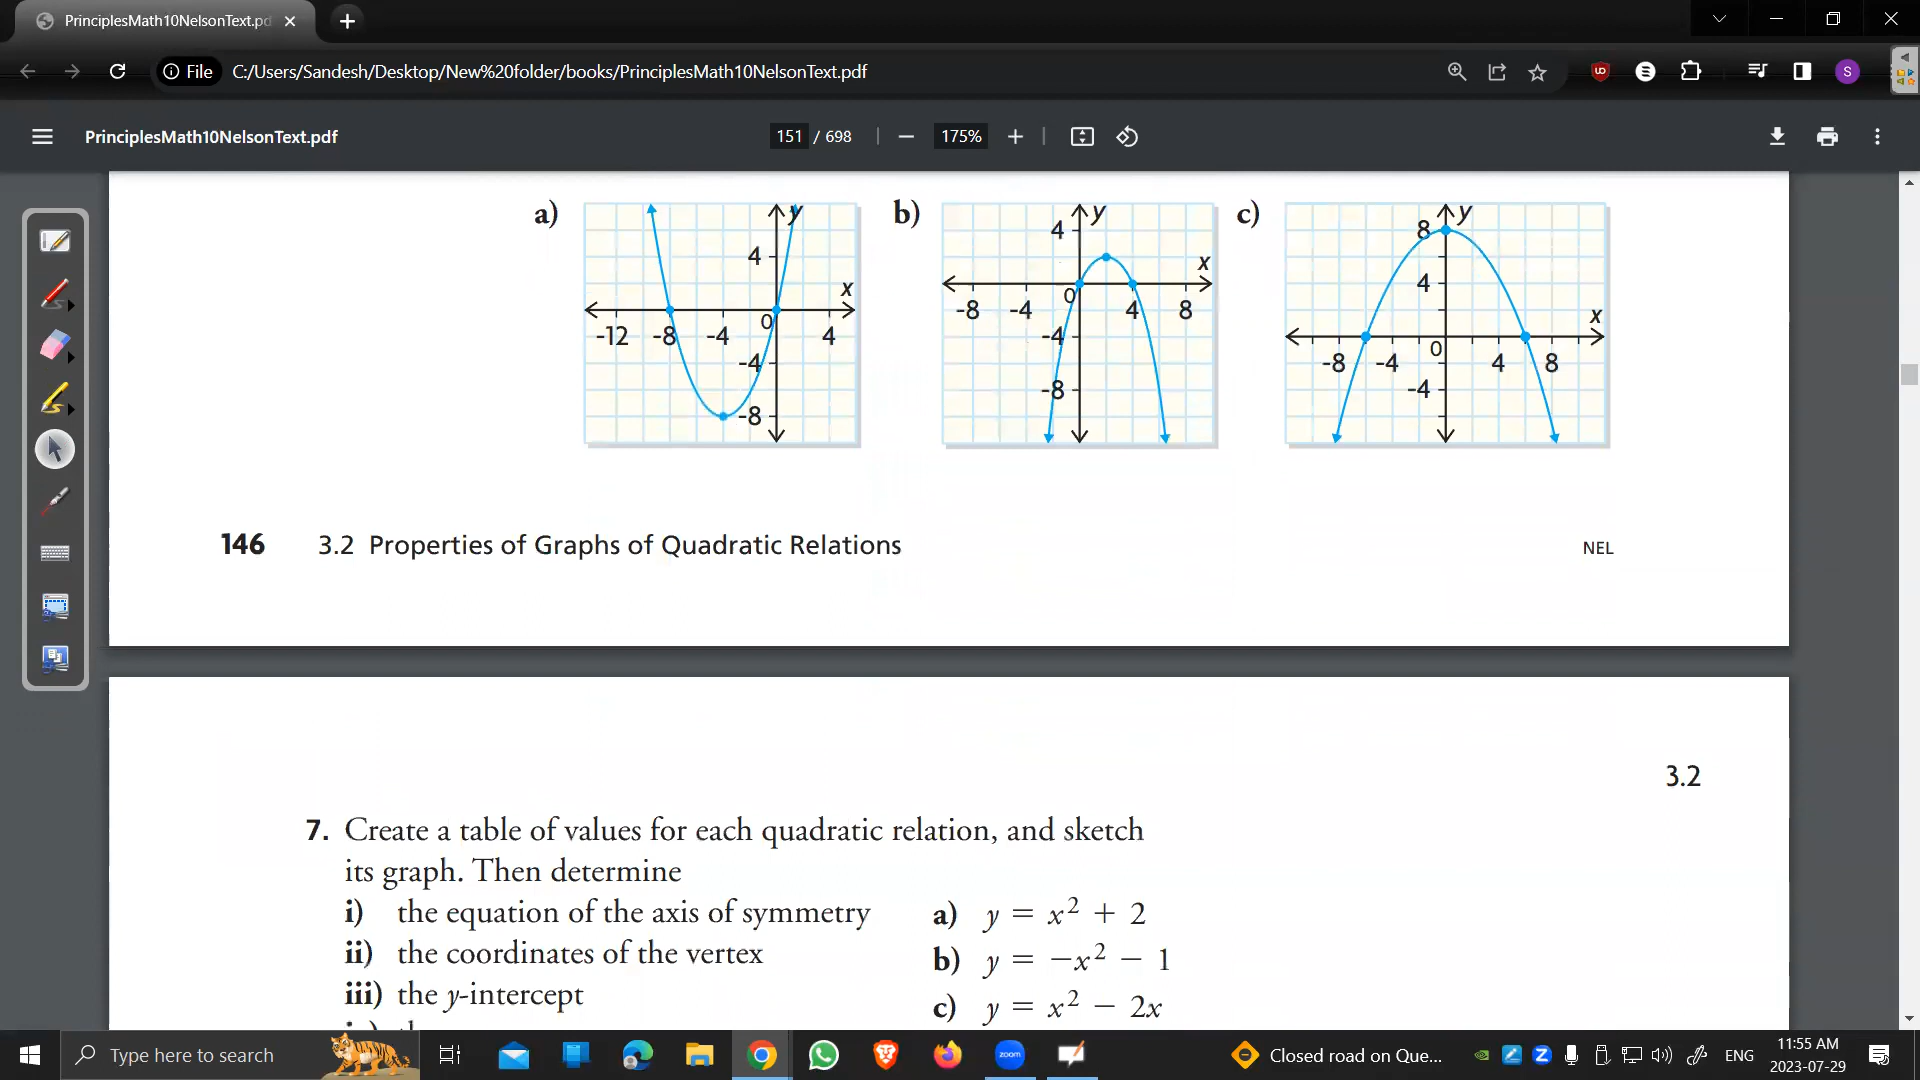 PrinciplesMath10NelsonText.pd
File C:/Users/Sandesh/Desktop/New%20folder/books/PrinciplesMath10NelsonText.pdf
S
PrinciplesMath10NelsonText.pdf
151 / 698
175%
a)
y
4
x
-12 -8 -4 0 4
-4
-8
b)
y
4
x
-8 -4 0 4 8
-4
-8
c)
y
8
4
x
-8 -4 0 4 8
-4
146 3.2 Properties of Graphs of Quadratic Relations
NEL
3.2
7. Create a table of values for each quadratic relation, and sketch
its graph. Then determine
i) the equation of the axis of symmetry
ii) the coordinates of the vertex
iii) the y-intercept
a) y = x² + 2
b) y = −x² − 1
c) y = x² − 2x
Type here to search
zoom
Closed road on Que...
ENG
11:55 AM
2023-07-29